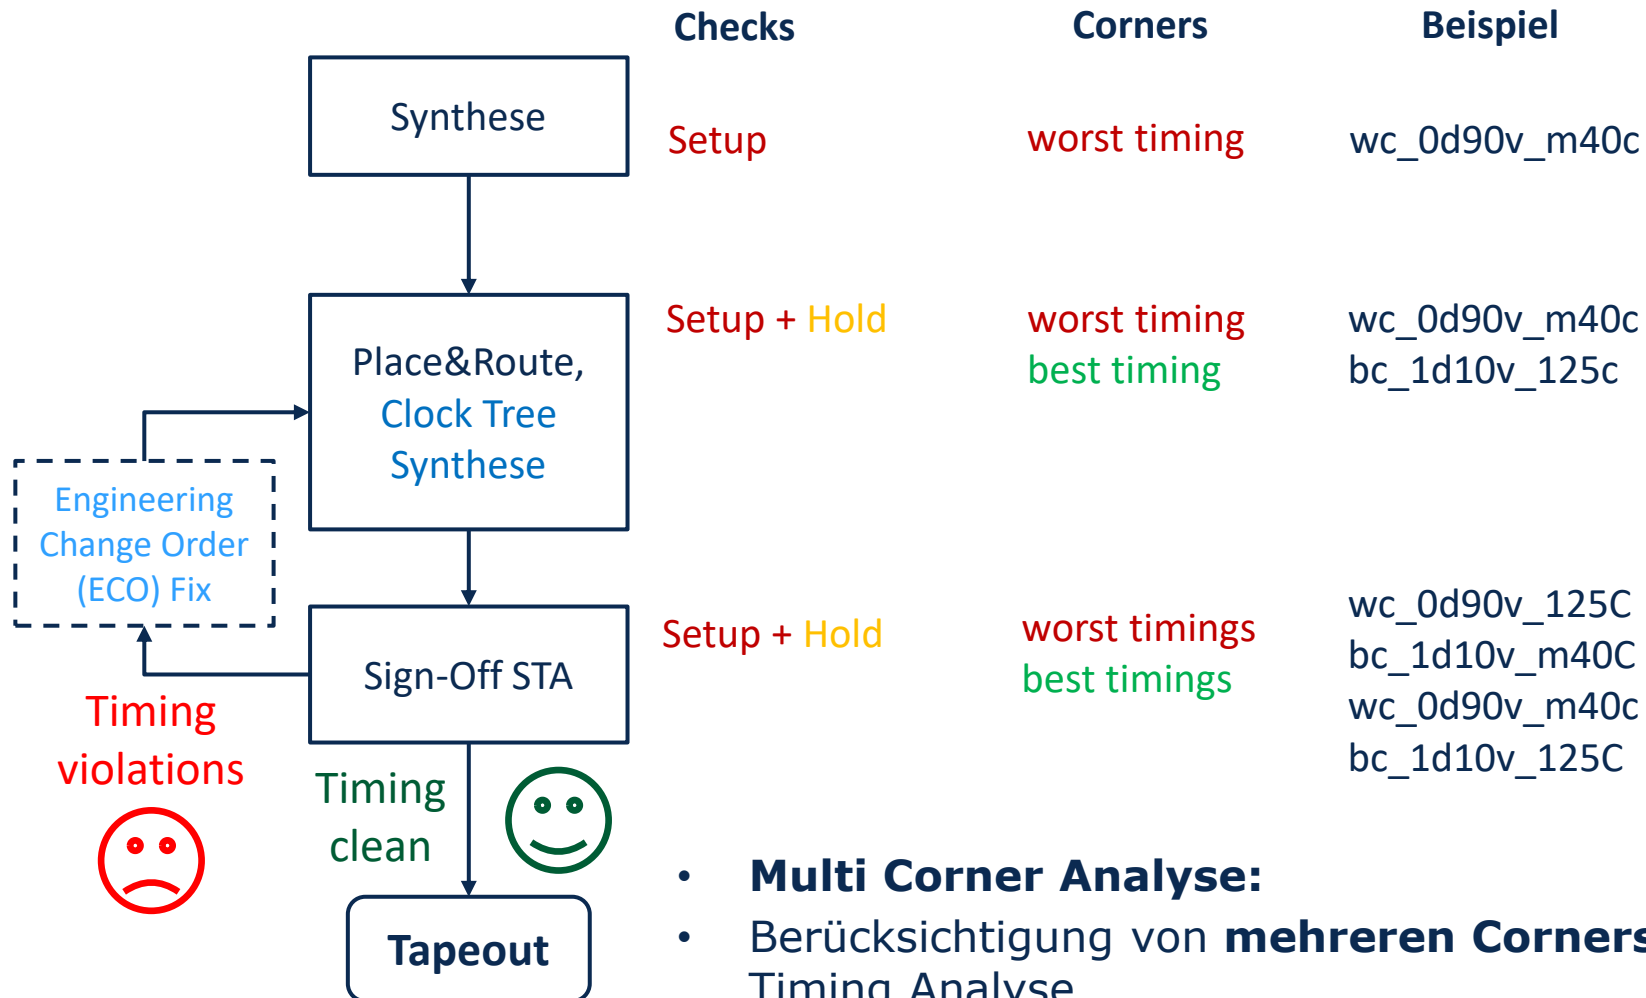 Checks
Corners
Beispiel
Synthese
Setup
worst timing
wc_0d90v_m40c
Place&Route,
Clock Tree
Synthese
Setup + Hold
worst timing
best timing
wc_0d90v_m40c
bc_1d10v_125c
Engineering
Change Order
(ECO) Fix
Sign-Off STA
Setup + Hold
worst timings
best timings
wc_0d90v_125C
bc_1d10v_m40C
wc_0d90v_m40c
bc_1d10v_125C
Timing
violations
Timing
clean
Tapeout
• Multi Corner Analyse:
• Berücksichtigung von mehreren Corners
Timing Analyse